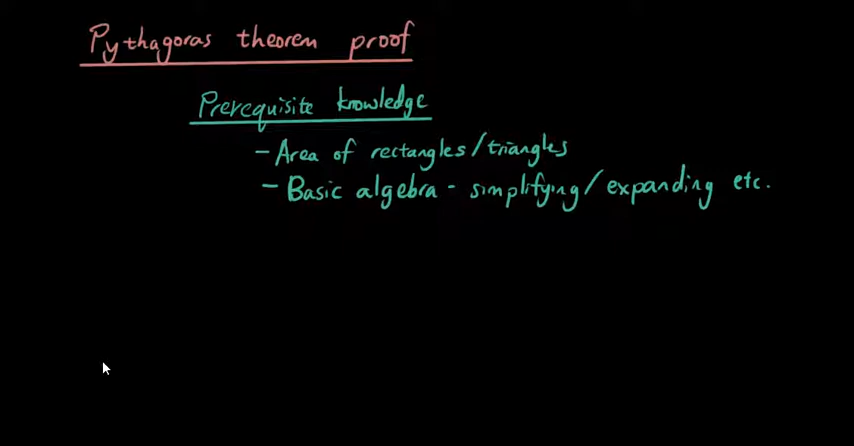 Pythagoras theorem proof
Prerequisite knowledge
- Area of rectangles/triangles
- Basic algebra - simplifying/expanding etc.